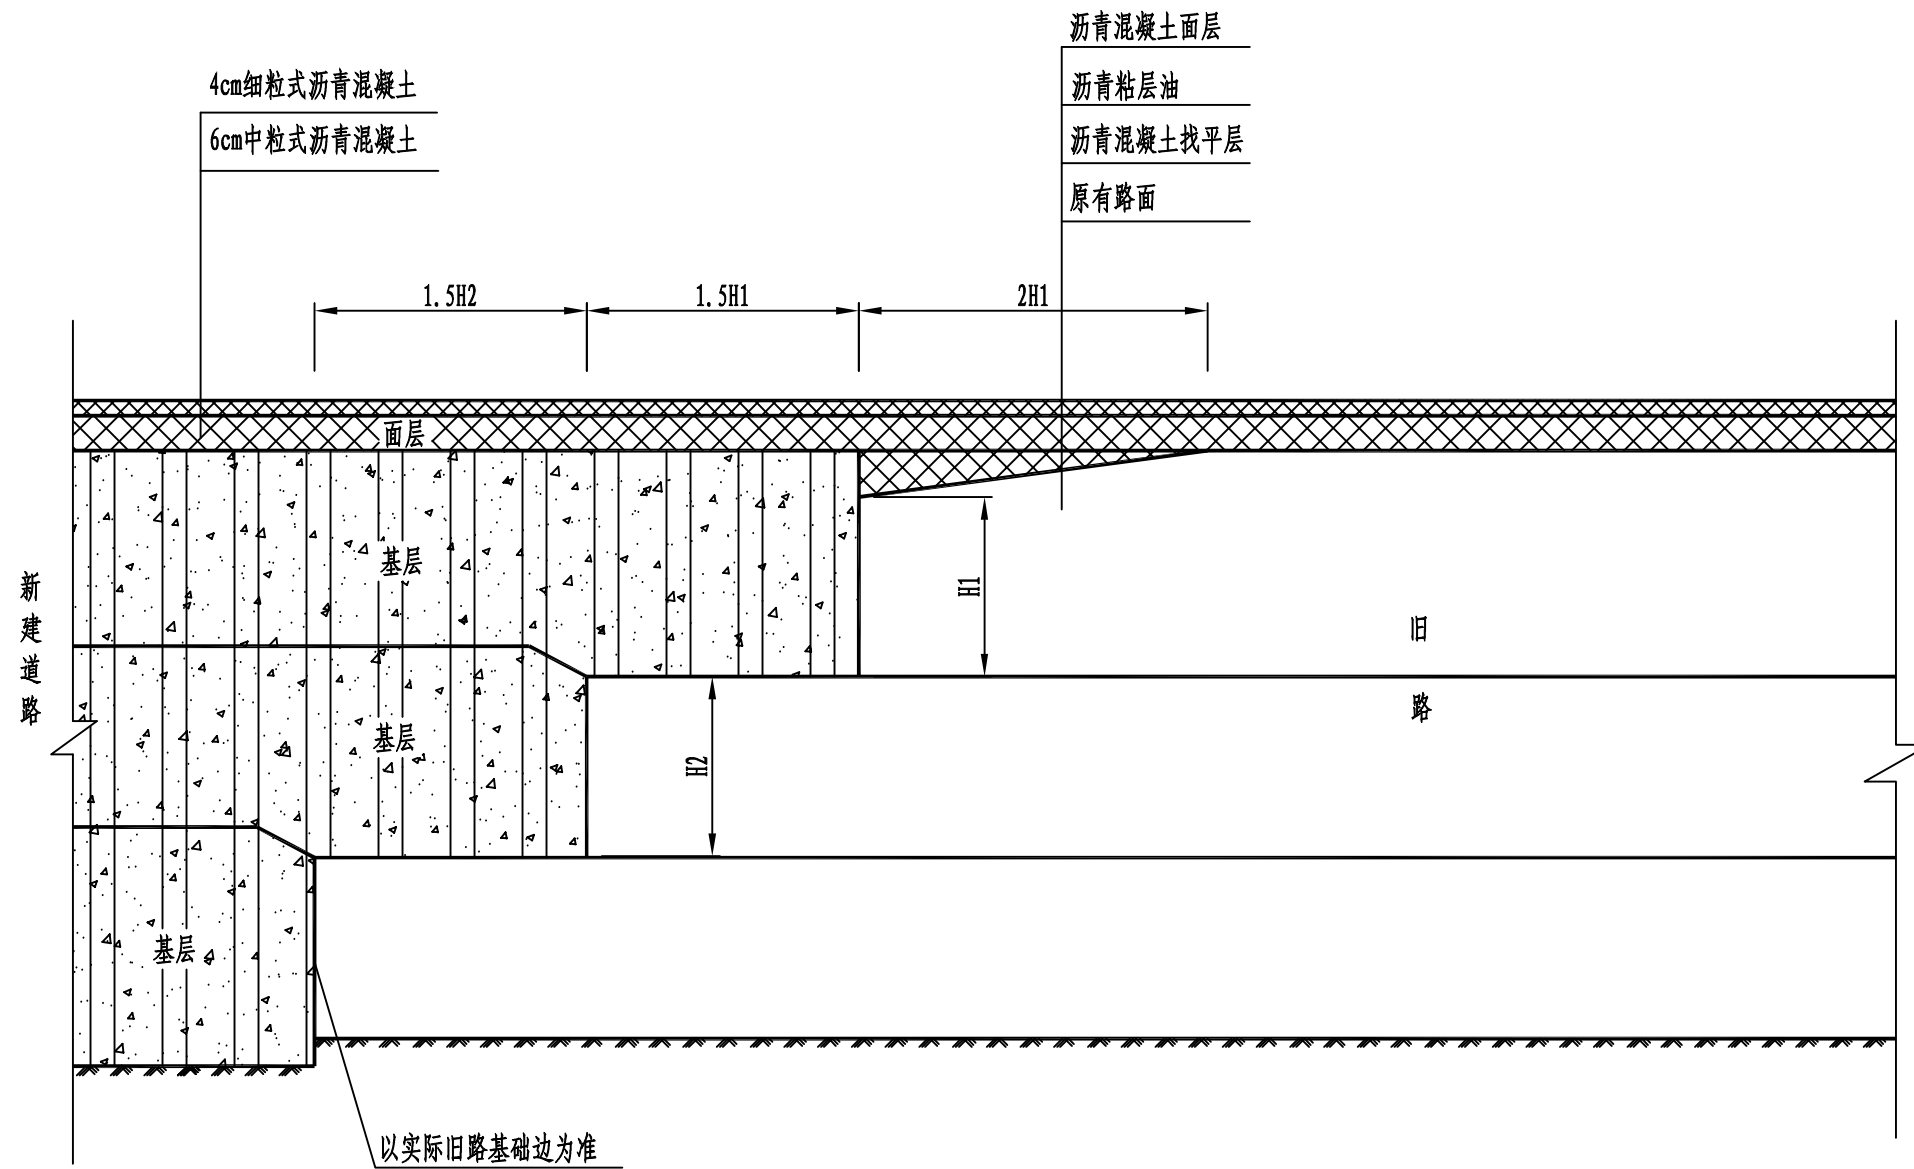 沥青混凝土面层
沥青粘层油
沥青混凝土找平层
原有路面
4cm细粒式沥青混凝土
6cm中粒式沥青混凝土
1.5H2
1.5H1
2H1
面层
基层
H1
新建道路
旧路
基层
H2
基层
以实际旧路基础边为准